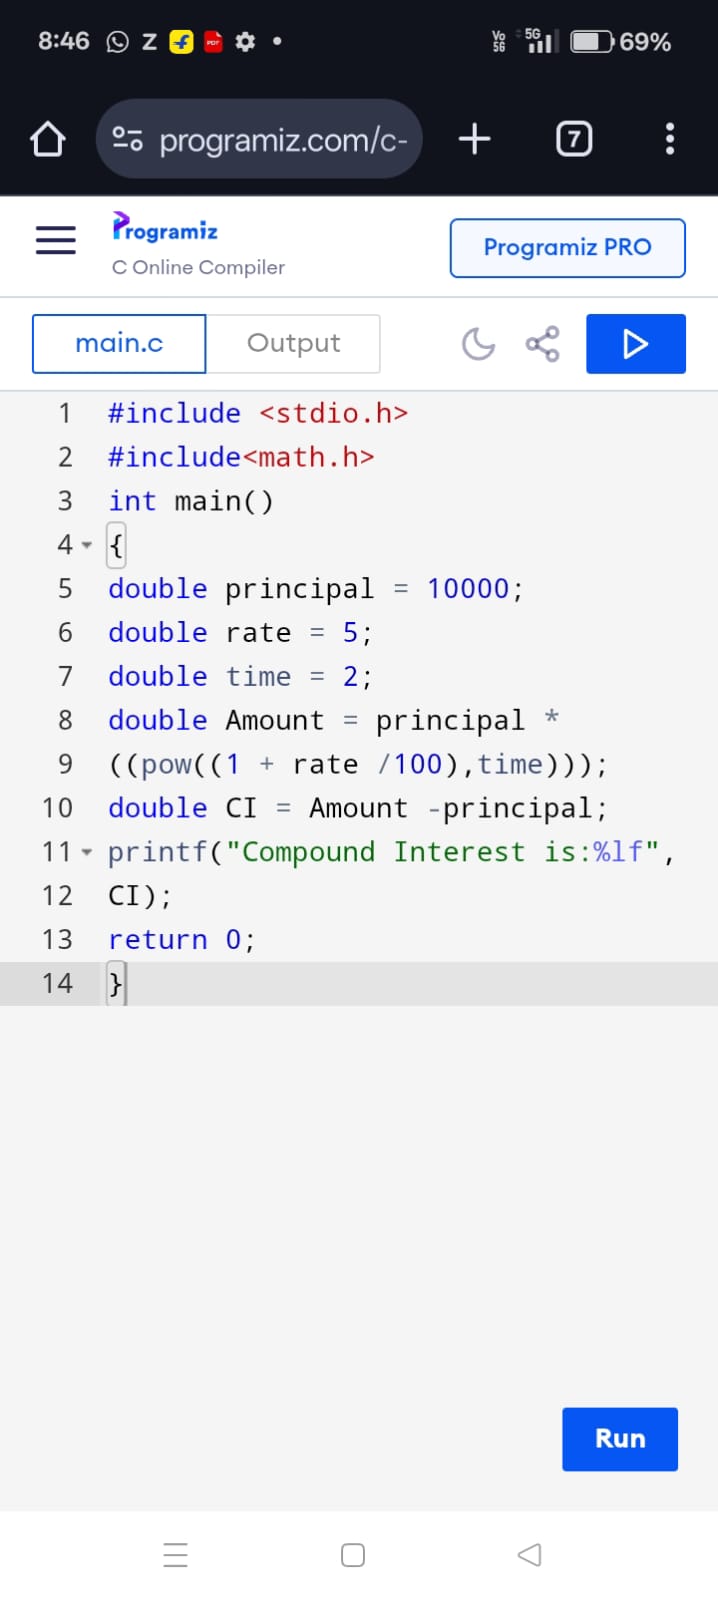 8:46 Z PDF Vo 5G 5G 69%
programiz.com/c- 7
Programiz
C Online Compiler
Programiz PRO
main.c Output
1 #include <stdio.h>
2 #include<math.h>
3 int main()
4 {
5 double principal = 10000;
6 double rate = 5;
7 double time = 2;
8 double Amount = principal *
9 ((pow((1 + rate /100),time)));
10 double CI = Amount -principal;
11 printf("Compound Interest is:%lf",
12 CI);
13 return 0;
14 }
Run